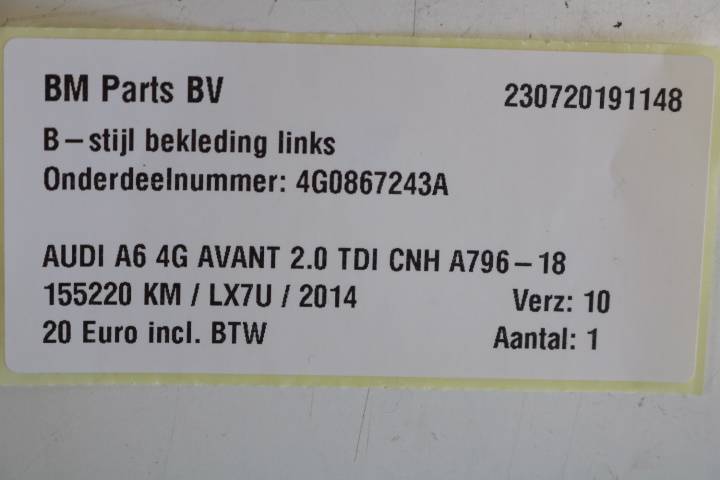 BM Parts BV 230720191148
B-stijl bekleding links
Onderdeelnummer: 4G0867243A
AUDI A6 4G AVANT 2.0 TDI CNH A796-18
155220 KM / LX7U / 2014 Verz: 10
20 Euro incl. BTW Aantal: 1